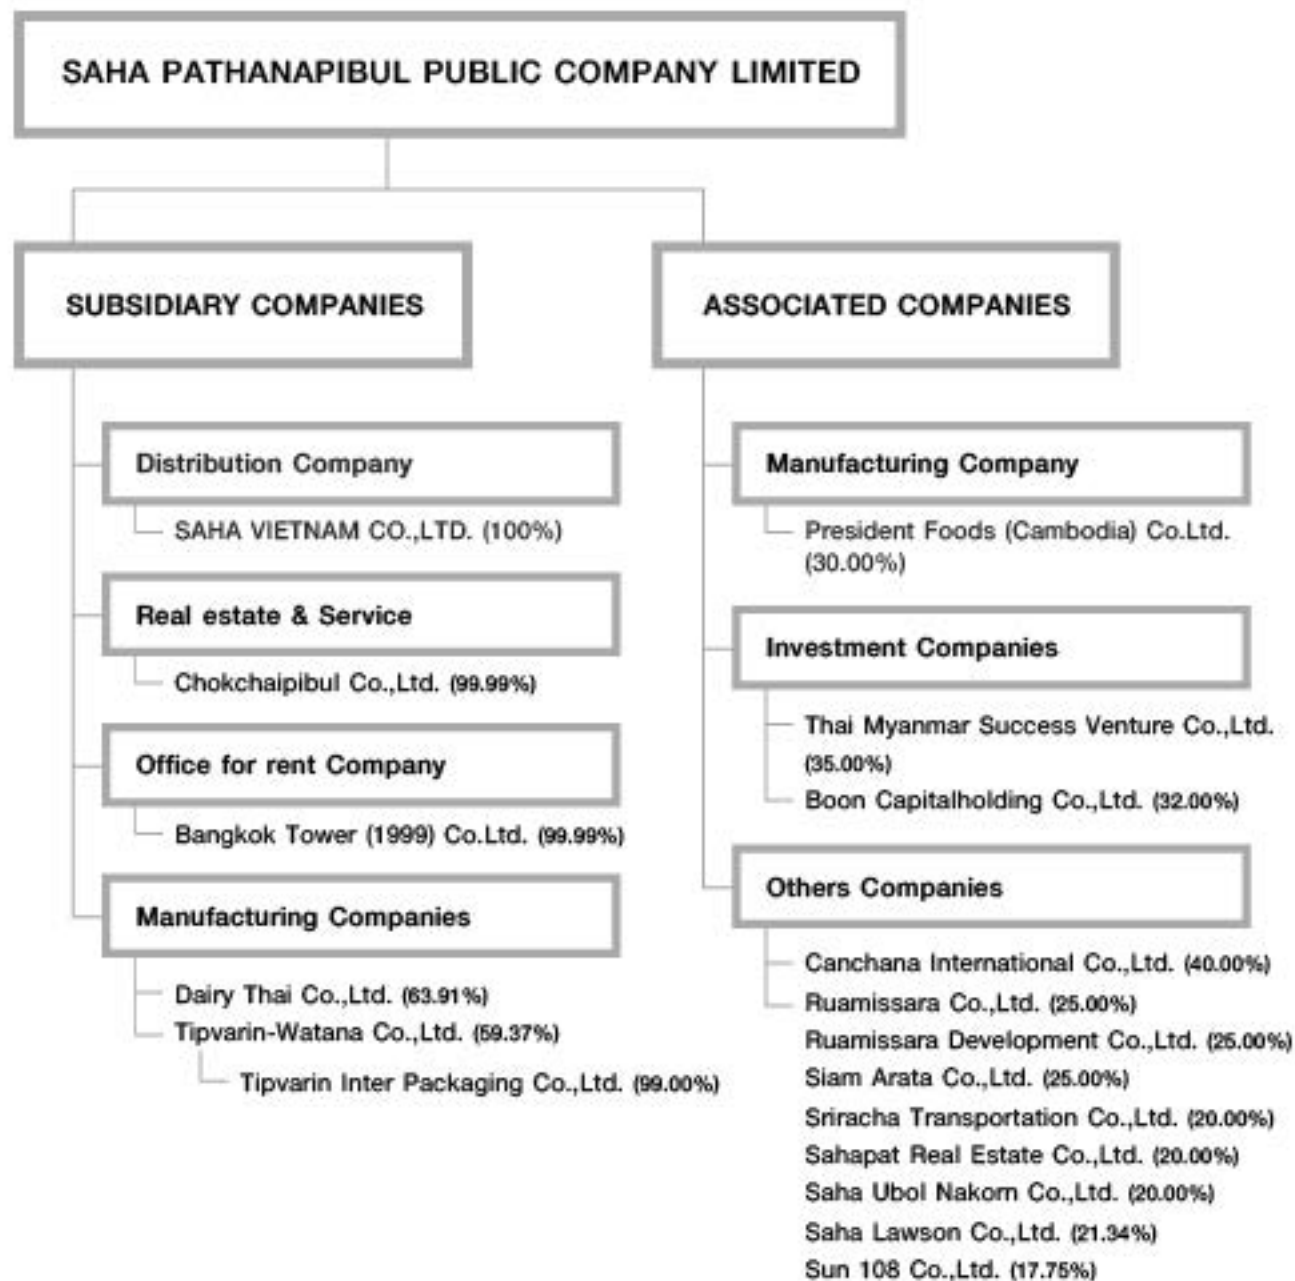 SAHA PATHANAPIBUL PUBLIC COMPANY LIMITED
SUBSIDIARY COMPANIES
Distribution Company
SAHA VIETNAM CO.,LTD. (100%)
Real estate & Service
Chokchaipibul Co.,Ltd. (99.99%)
Office for rent Company
Bangkok Tower (1999) Co.Ltd. (99.99%)
Manufacturing Companies
Dairy Thai Co.,Ltd. (63.91%)
Tipvarin-Watana Co.,Ltd. (59.37%)
Tipvarin Inter Packaging Co.,Ltd. (99.00%)
ASSOCIATED COMPANIES
Manufacturing Company
President Foods (Cambodia) Co.Ltd.
(30.00%)
Investment Companies
Thai Myanmar Success Venture Co.,Ltd.
(35.00%)
Boon Capitalholding Co.,Ltd. (32.00%)
Others Companies
Canchana International Co.,Ltd. (40.00%)
Ruamissara Co.,Ltd. (25.00%)
Ruamissara Development Co.,Ltd. (25.00%)
Siam Arata Co.,Ltd. (25.00%)
Sriracha Transportation Co.,Ltd. (20.00%)
Sahapat Real Estate Co.,Ltd. (20.00%)
Saha Ubol Nakorn Co.,Ltd. (20.00%)
Saha Lawson Co.,Ltd. (21.34%)
Sun 108 Co.,Ltd. (17.75%)